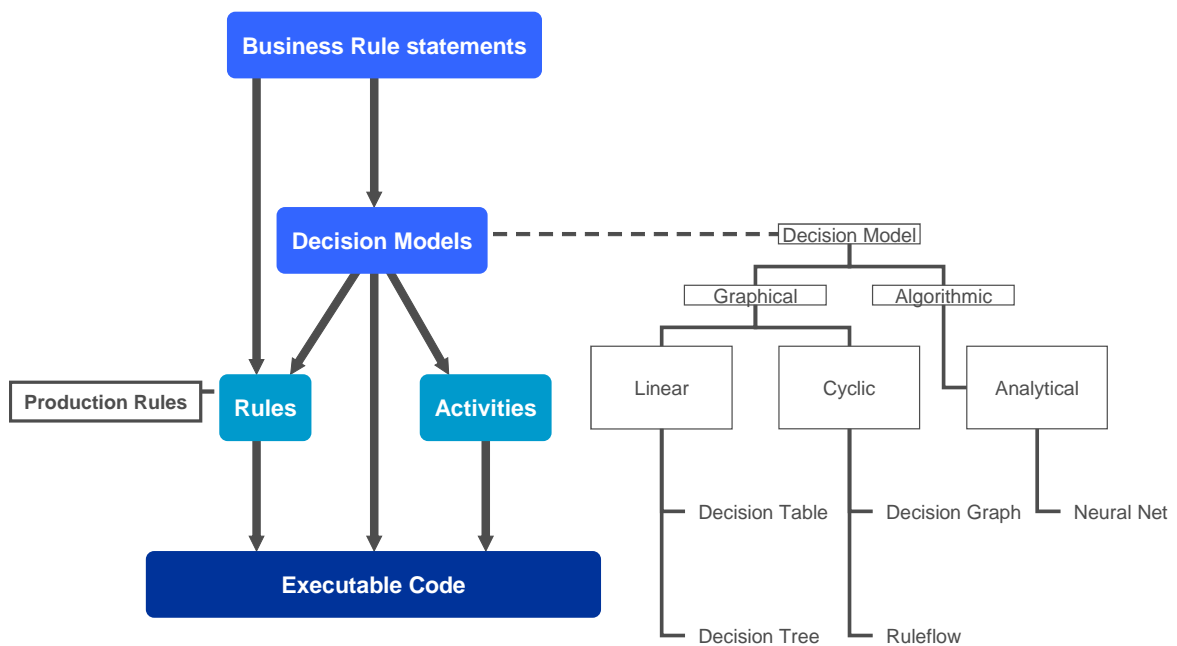 Business Rule statements
Decision Models
Decision Model
Graphical
Algorithmic
Linear
Cyclic
Analytical
Production Rules
Rules
Activities
Decision Table
Decision Graph
Neural Net
Executable Code
Decision Tree
Ruleflow